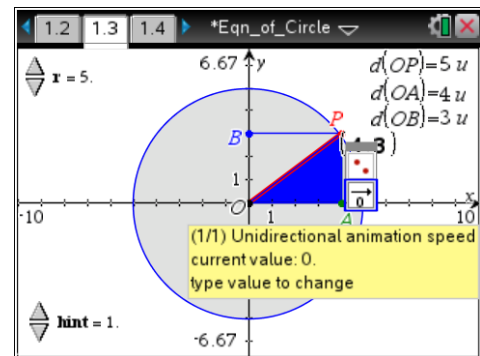 1.2 1.3 1.4 *Eqn_of_Circle
6.67 y
r = 5.
d(OP)=5 u
d(OA)=4 u
d(OB)=3 u
P
B
3 )
1
O
-10 1 A 10 x
0
(1/1) Unidirectional animation speed
current value: 0.
type value to change
hint = 1.
-6.67